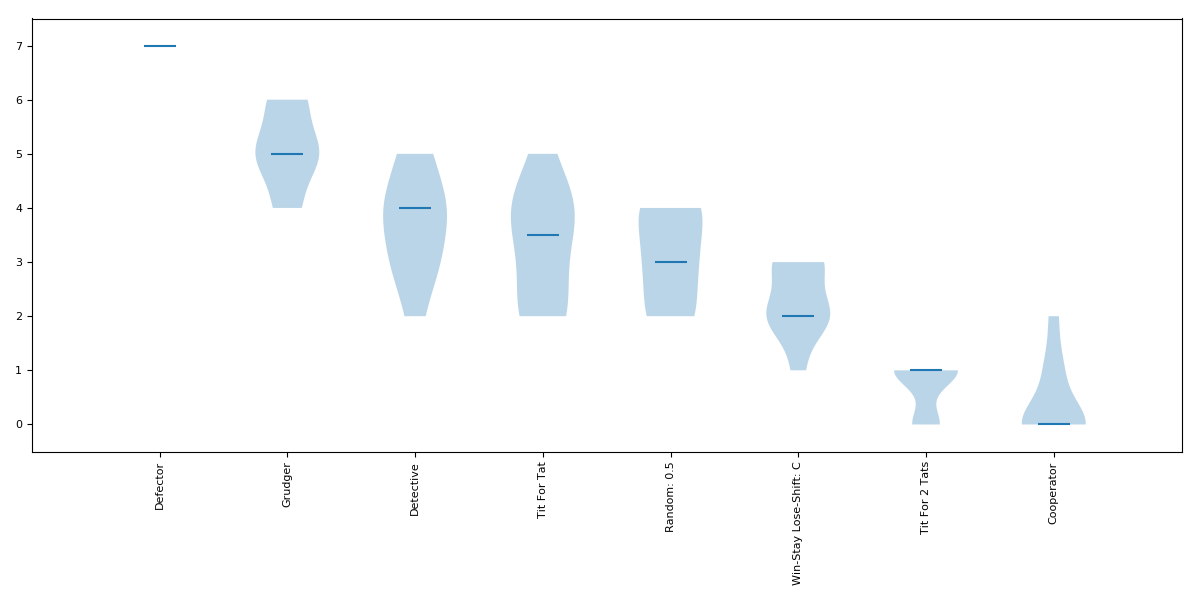 7
6
5
4
3
2
1
0
Defector
Grudger
Detective
Tit For Tat
Random: 0.5
Win-Stay Lose-Shift: C
Tit For 2 Tats
Cooperator